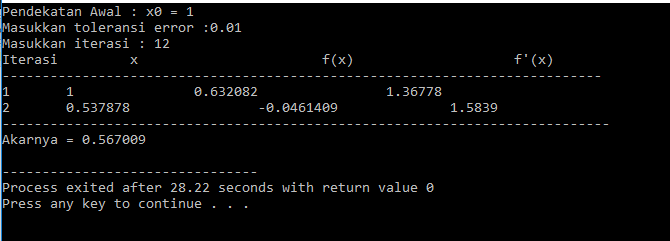 Pendekatan Awal : x0 = 1
Masukkan toleransi error :0.01
Masukkan iterasi : 12
Iterasi x f(x) f'(x)
---------------------------------------------------------------------------
1 1 0.632082 1.36778
2 0.537878 -0.0461409 1.5839
----------------------------------------------------------------------------
Akarnya = 0.567009
--------------------------------
Process exited after 28.22 seconds with return value 0
Press any key to continue . . .